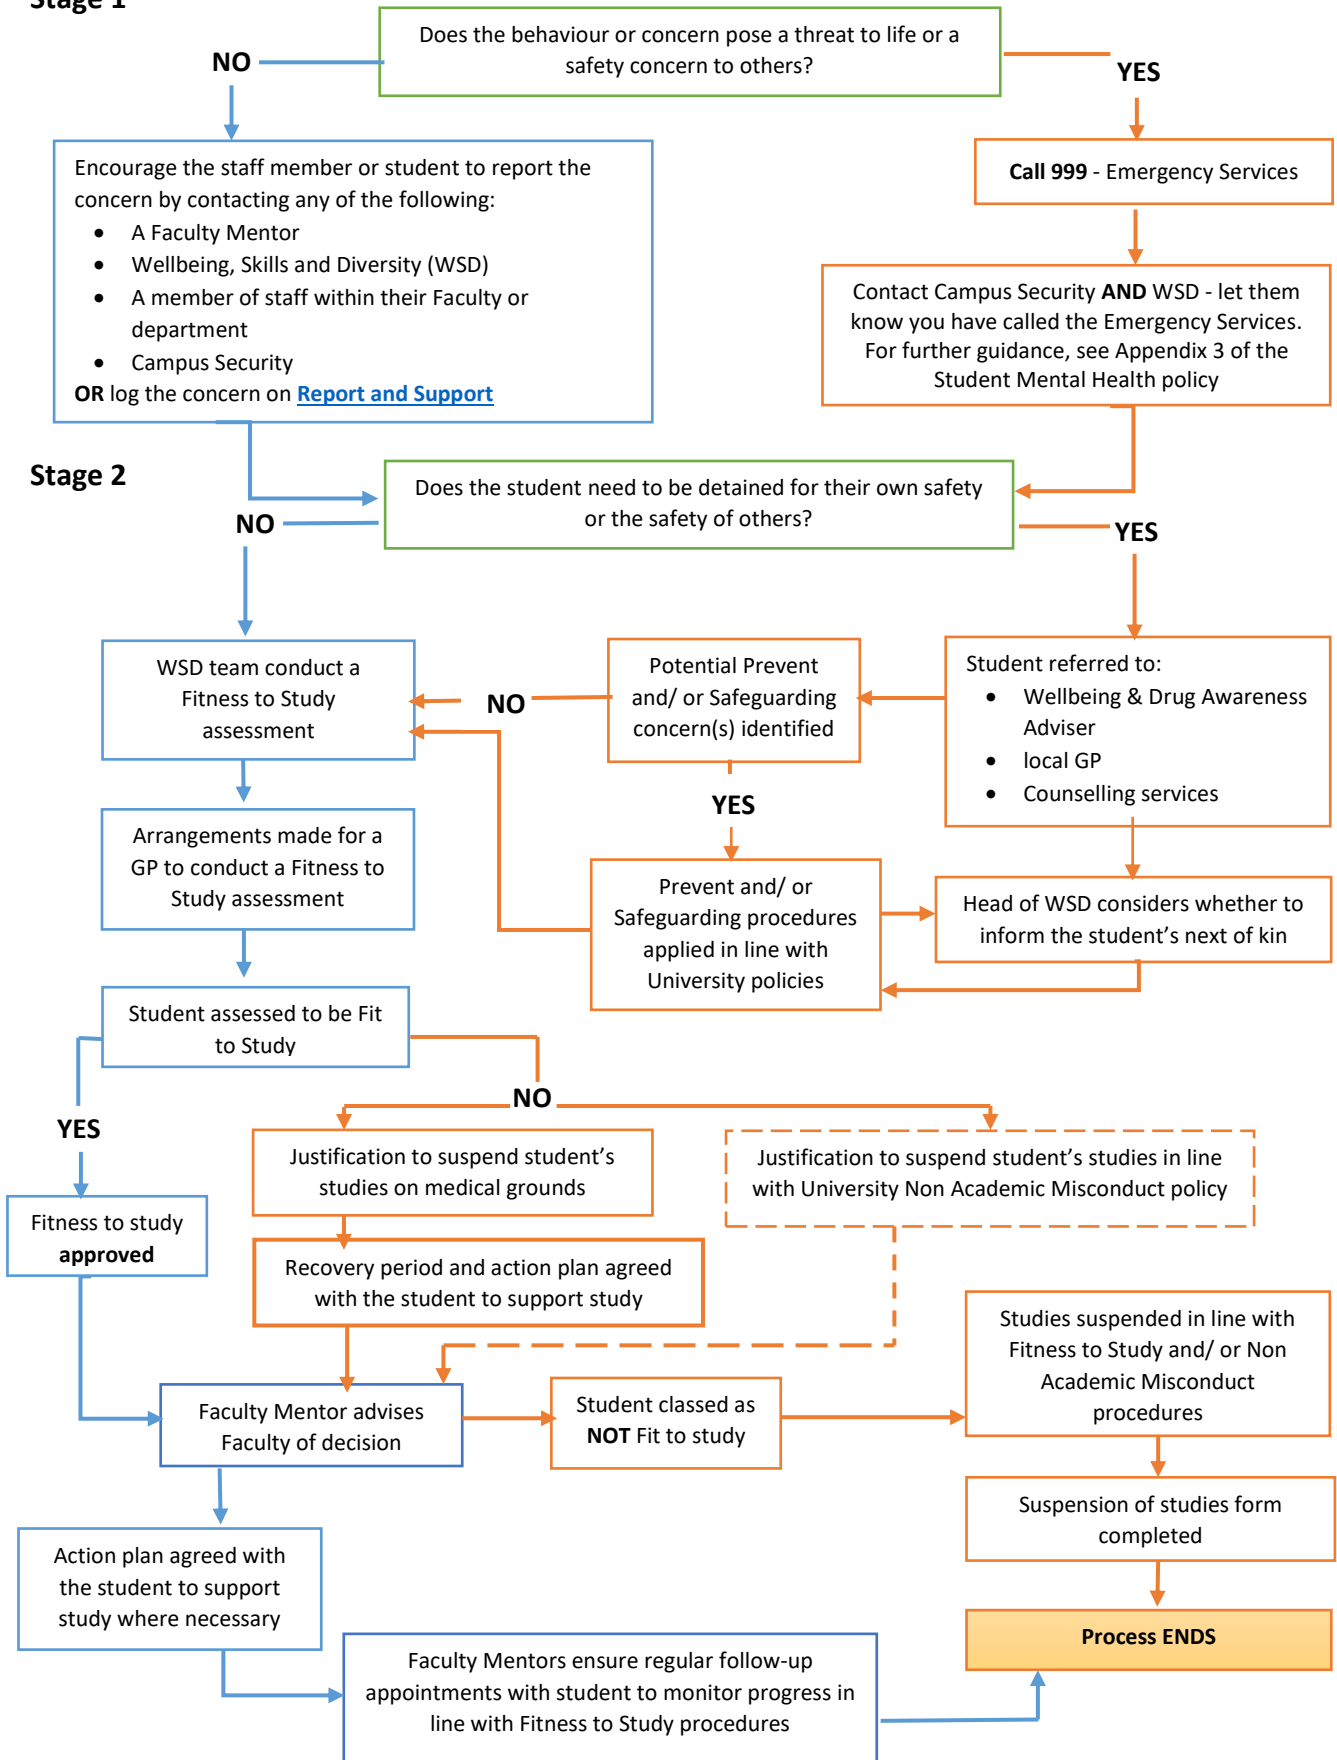 Stage 1
Does the behaviour or concern pose a threat to life or a
safety concern to others?
NO
YES
Encourage the staff member or student to report the
concern by contacting any of the following:
• A Faculty Mentor
• Wellbeing, Skills and Diversity (WSD)
• A member of staff within their Faculty or
department
• Campus Security
OR log the concern on Report and Support
Call 999 - Emergency Services
Contact Campus Security AND WSD - let them
know you have called the Emergency Services.
For further guidance, see Appendix 3 of the
Student Mental Health policy
Stage 2
Does the student need to be detained for their own safety
or the safety of others?
NO
YES
WSD team conduct a
Fitness to Study
assessment
NO
Potential Prevent
and/ or Safeguarding
concern(s) identified
Student referred to:
• Wellbeing & Drug Awareness
Adviser
• local GP
• Counselling services
YES
Arrangements made for a
GP to conduct a Fitness to
Study assessment
Prevent and/ or
Safeguarding procedures
applied in line with
University policies
Head of WSD considers whether to
inform the student's next of kin
Student assessed to be Fit
to Study
YES
NO
Justification to suspend student's
studies on medical grounds
Justification to suspend student's studies in line
with University Non Academic Misconduct policy
Fitness to study
approved
Recovery period and action plan agreed
with the student to support study
Studies suspended in line with
Fitness to Study and/ or Non
Academic Misconduct
procedures
Faculty Mentor advises
Faculty of decision
Student classed as
NOT Fit to study
Suspension of studies form
completed
Action plan agreed with
the student to support
study where necessary
Process ENDS
Faculty Mentors ensure regular follow-up
appointments with student to monitor progress in
line with Fitness to Study procedures